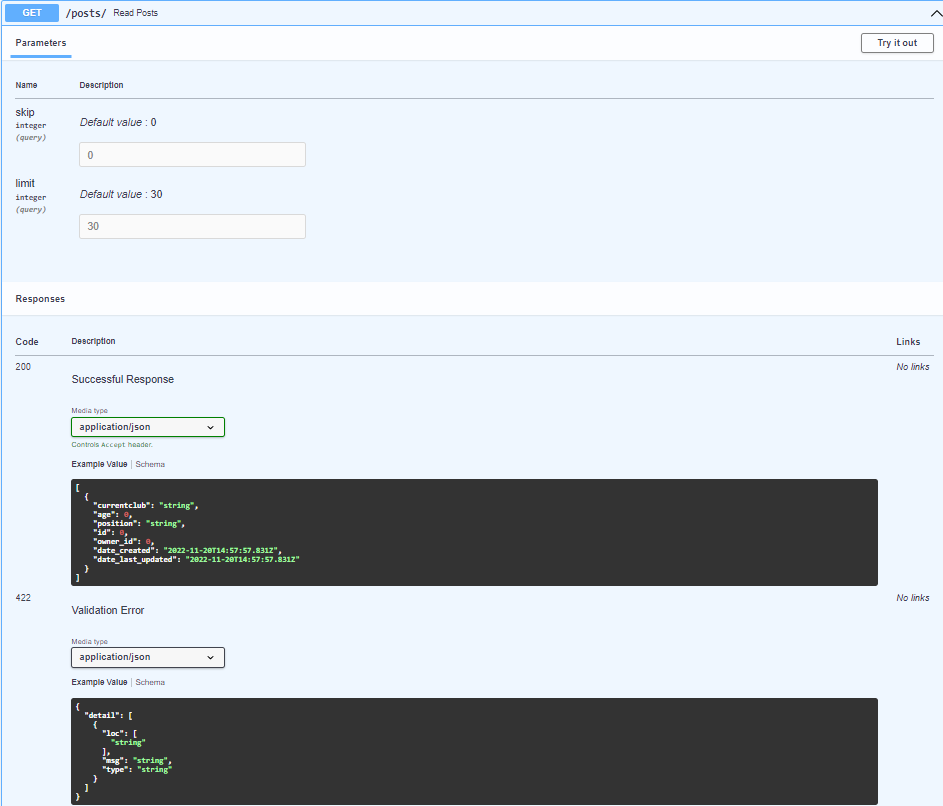 GET /posts/ Read Posts
Parameters
Try it out
Name Description
skip
integer
(query)
Default value : 0
0
limit
integer
(query)
Default value : 30
30
Responses
Code Description Links
200 No links
Successful Response
Media type
application/json
Controls Accept header.
Example Value | Schema
[
  {
    "currentclub": "string",
    "age": 0,
    "position": "string",
    "id": 0,
    "owner_id": 0,
    "date_created": "2022-11-20T14:57:57.831Z",
    "date_last_updated": "2022-11-20T14:57:57.831Z"
  }
]
422 No links
Validation Error
Media type
application/json
Example Value | Schema
{
  "detail": [
    {
      "loc": [
        "string"
      ],
      "msg": "string",
      "type": "string"
    }
  ]
}